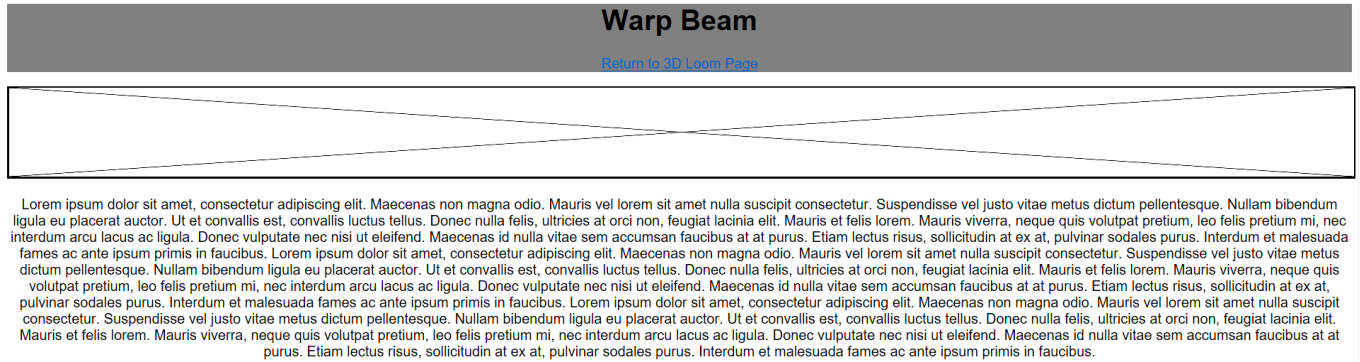 Warp Beam
Return to 3D Loom Page
Lorem ipsum dolor sit amet, consectetur adipiscing elit. Maecenas non magna odio. Mauris vel lorem sit amet nulla suscipit consectetur. Suspendisse vel justo vitae metus dictum pellentesque. Nullam bibendum
ligula eu placerat auctor. Ut et convallis est, convallis luctus tellus. Donec nulla felis, ultricies at orci non, feugiat lacinia elit. Mauris et felis lorem. Mauris viverra, neque quis volutpat pretium, leo felis pretium mi, nec
interdum arcu lacus ac ligula. Donec vulputate nec nisi ut eleifend. Maecenas id nulla vitae sem accumsan faucibus at at purus. Etiam lectus risus, sollicitudin at ex at, pulvinar sodales purus. Interdum et malesuada
fames ac ante ipsum primis in faucibus. Lorem ipsum dolor sit amet, consectetur adipiscing elit. Maecenas non magna odio. Mauris vel lorem sit amet nulla suscipit consectetur. Suspendisse vel justo vitae metus
dictum pellentesque. Nullam bibendum ligula eu placerat auctor. Ut et convallis est, convallis luctus tellus. Donec nulla felis, ultricies at orci non, feugiat lacinia elit. Mauris et felis lorem. Mauris viverra, neque quis
volutpat pretium, leo felis pretium mi, nec interdum arcu lacus ac ligula. Donec vulputate nec nisi ut eleifend. Maecenas id nulla vitae sem accumsan faucibus at at purus. Etiam lectus risus, sollicitudin at ex at,
pulvinar sodales purus. Interdum et malesuada fames ac ante ipsum primis in faucibus. Lorem ipsum dolor sit amet, consectetur adipiscing elit. Maecenas non magna odio. Mauris vel lorem sit amet nulla suscipit
consectetur. Suspendisse vel justo vitae metus dictum pellentesque. Nullam bibendum ligula eu placerat auctor. Ut et convallis est, convallis luctus tellus. Donec nulla felis, ultricies at orci non, feugiat lacinia elit.
Mauris et felis lorem. Mauris viverra, neque quis volutpat pretium, leo felis pretium mi, nec interdum arcu lacus ac ligula. Donec vulputate nec nisi ut eleifend. Maecenas id nulla vitae sem accumsan faucibus at at
purus. Etiam lectus risus, sollicitudin at ex at, pulvinar sodales purus. Interdum et malesuada fames ac ante ipsum primis in faucibus.